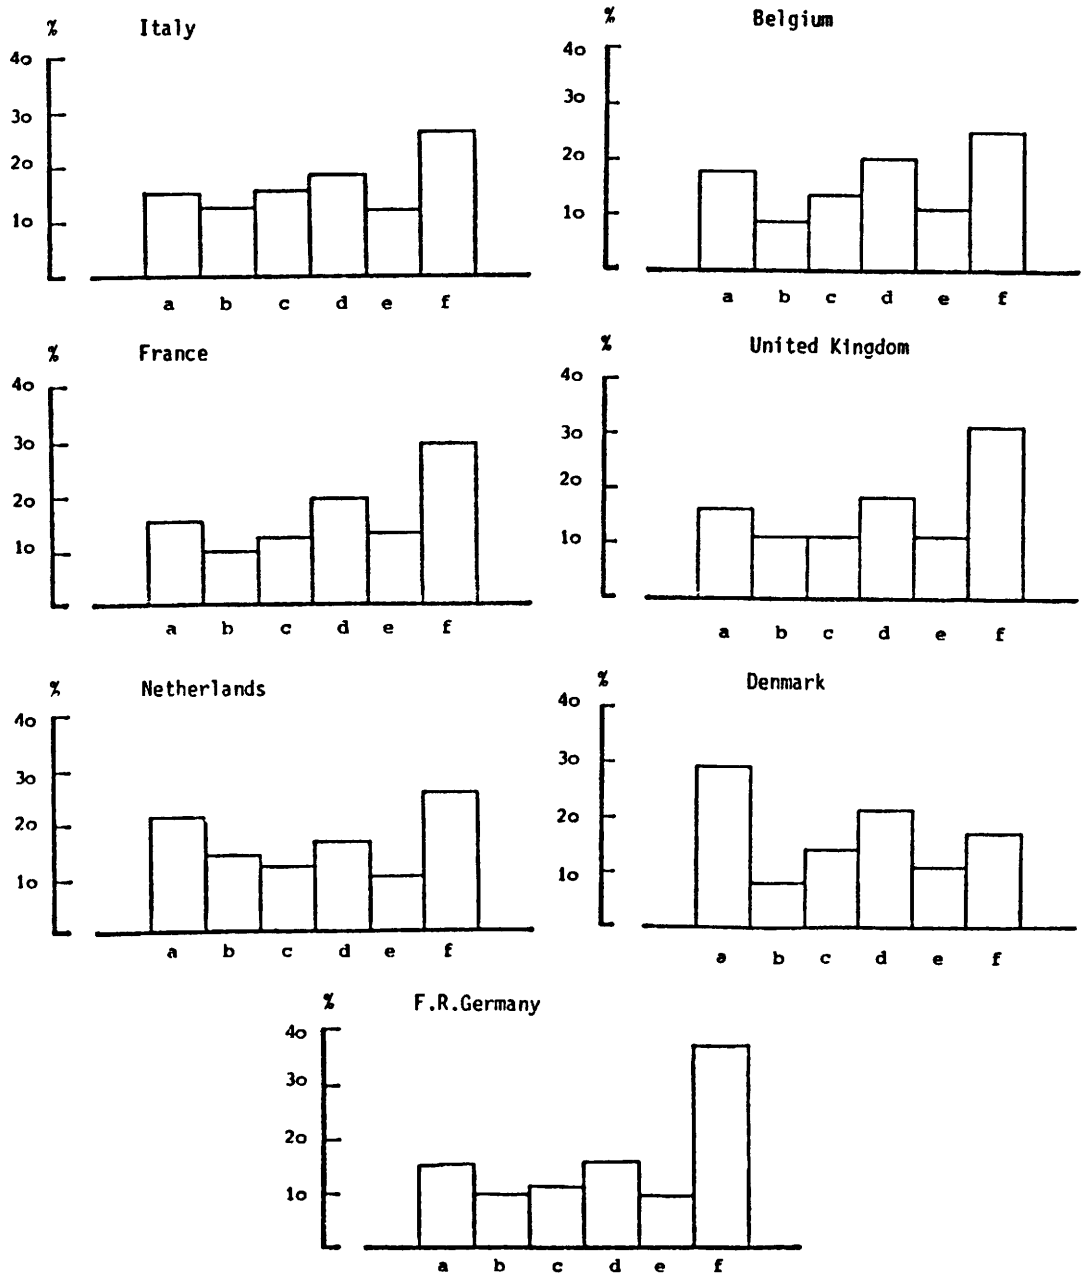 % Italy
4o
3o
2o
1o
a b c d e f
% Belgium
4o
3o
2o
1o
a b c d e f
% France
4o
3o
2o
1o
a b c d e f
% United Kingdom
4o
3o
2o
1o
a b c d e f
% Netherlands
4o
3o
2o
1o
a b c d e f
% Denmark
4o
3o
2o
1o
a b c d e f
% F.R.Germany
4o
3o
2o
1o
a b c d e f